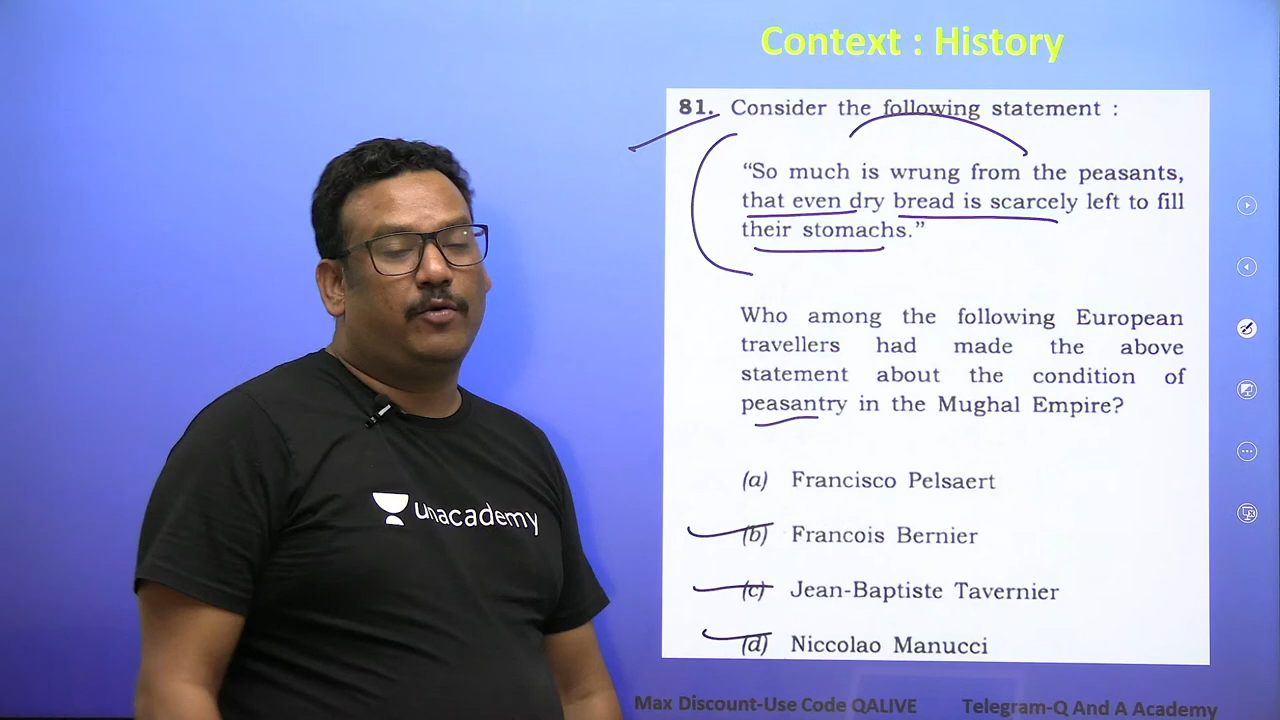 Context : History
81. Consider the following statement :
“So much is wrung from the peasants,
that even dry bread is scarcely left to fill
their stomachs.”
Who among the following European
travellers had made the above
statement about the condition of
peasantry in the Mughal Empire?
(a) Francisco Pelsaert
(b) Francois Bernier
(c) Jean-Baptiste Tavernier
(d) Niccolao Manucci
unacademy
Max Discount-Use Code QALIVE Telegram-Q And A Academy